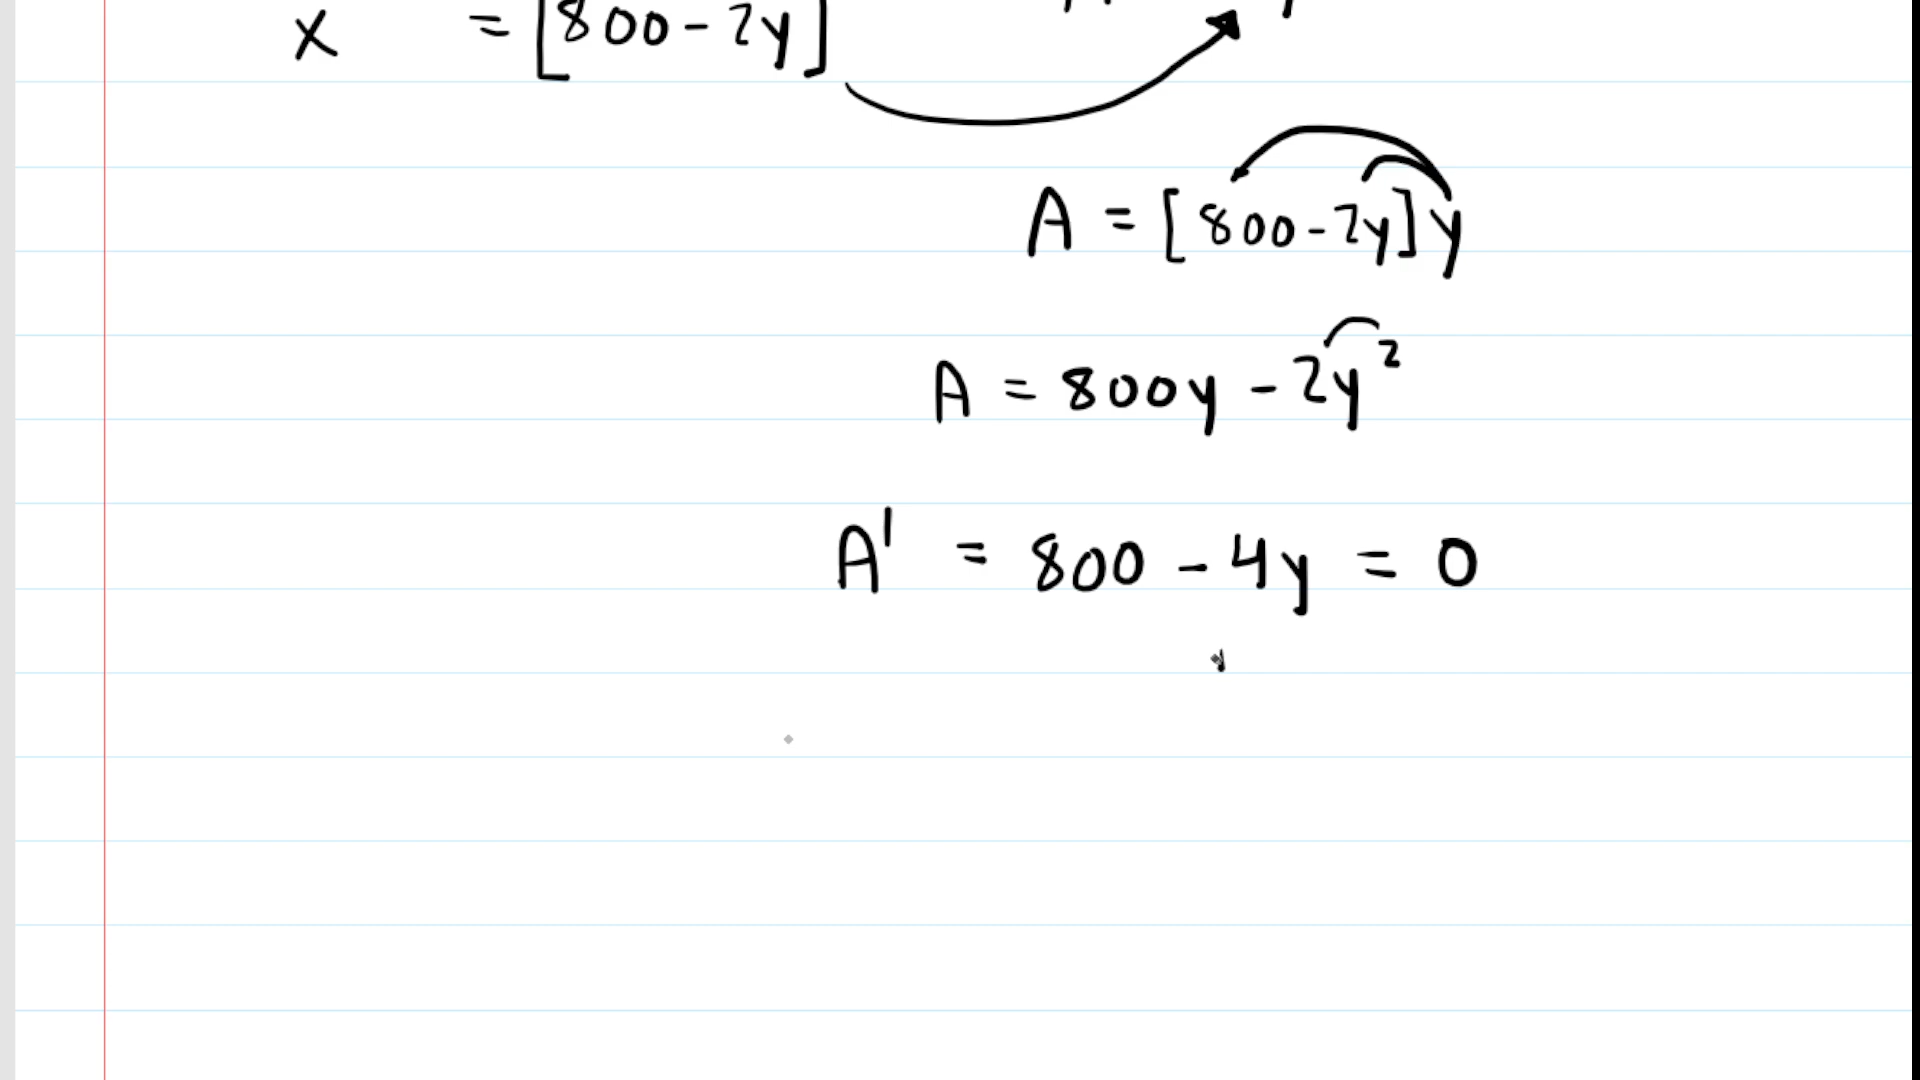 x = [800-2y]
A = [800-2y]y
A = 800y - 2y²
A' = 800 - 4y = 0